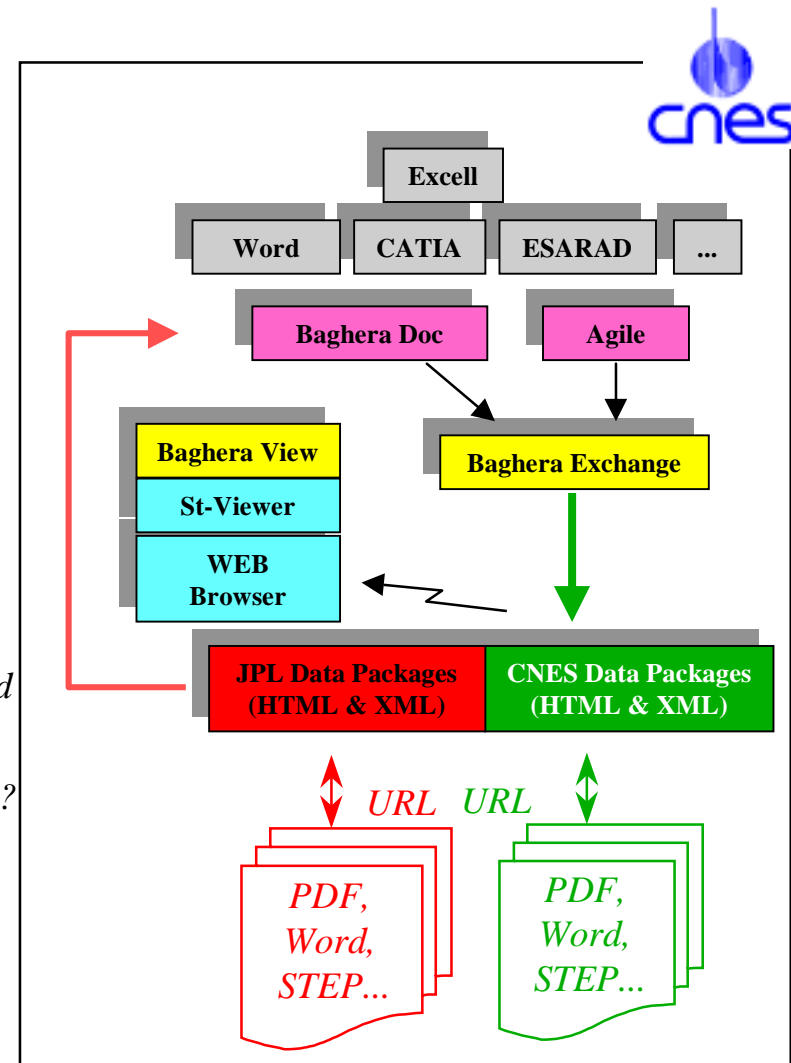 cnes
Excell
Word CATIA ESARAD ...
Baghera Doc Agile
Baghera View
Baghera Exchange
St-Viewer
WEB
Browser
d
JPL Data Packages
(HTML & XML)
CNES Data Packages
(HTML & XML)
?
URL URL
PDF,
Word,
STEP...
PDF,
Word,
STEP...